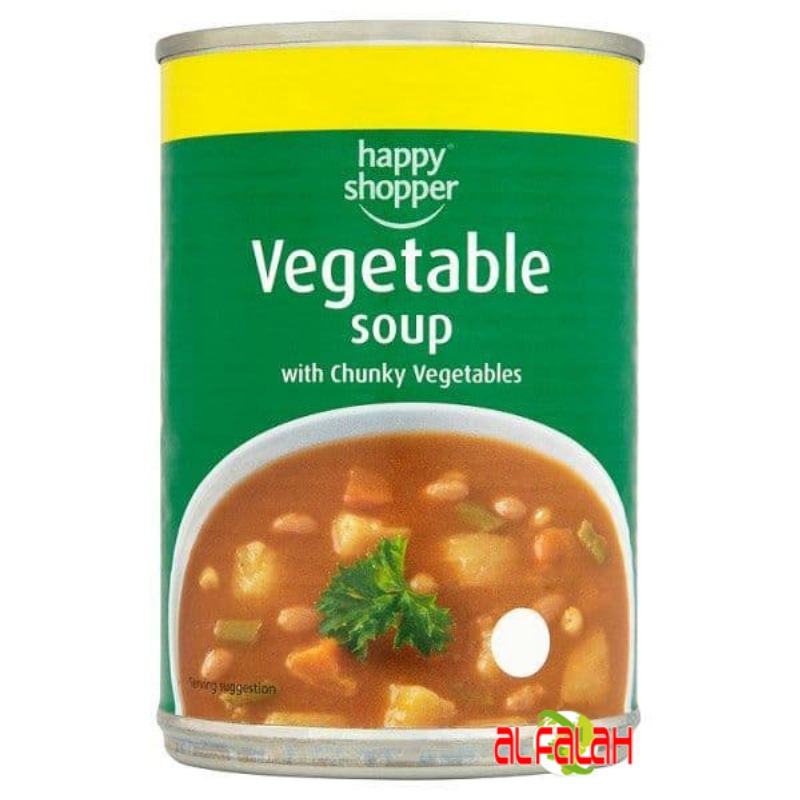 happy®
shopper
Vegetable
soup
with Chunky Vegetables
Serving suggestion
ALFALAH